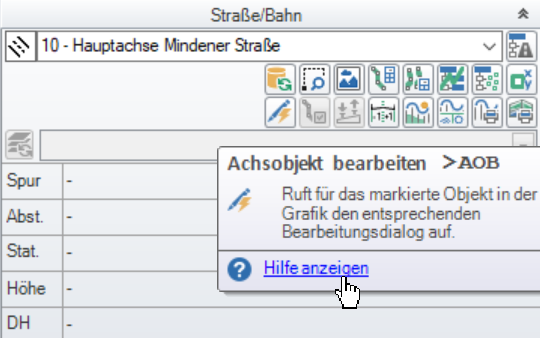 Straße/Bahn
10 - Hauptachse Mindener Straße
Achsobjekt bearbeiten >AOB
Ruft für das markierte Objekt in der
Grafik den entsprechenden
Bearbeitungsdialog auf.
Hilfe anzeigen
Spur -
Abst. -
Stat. -
Höhe -
DH -